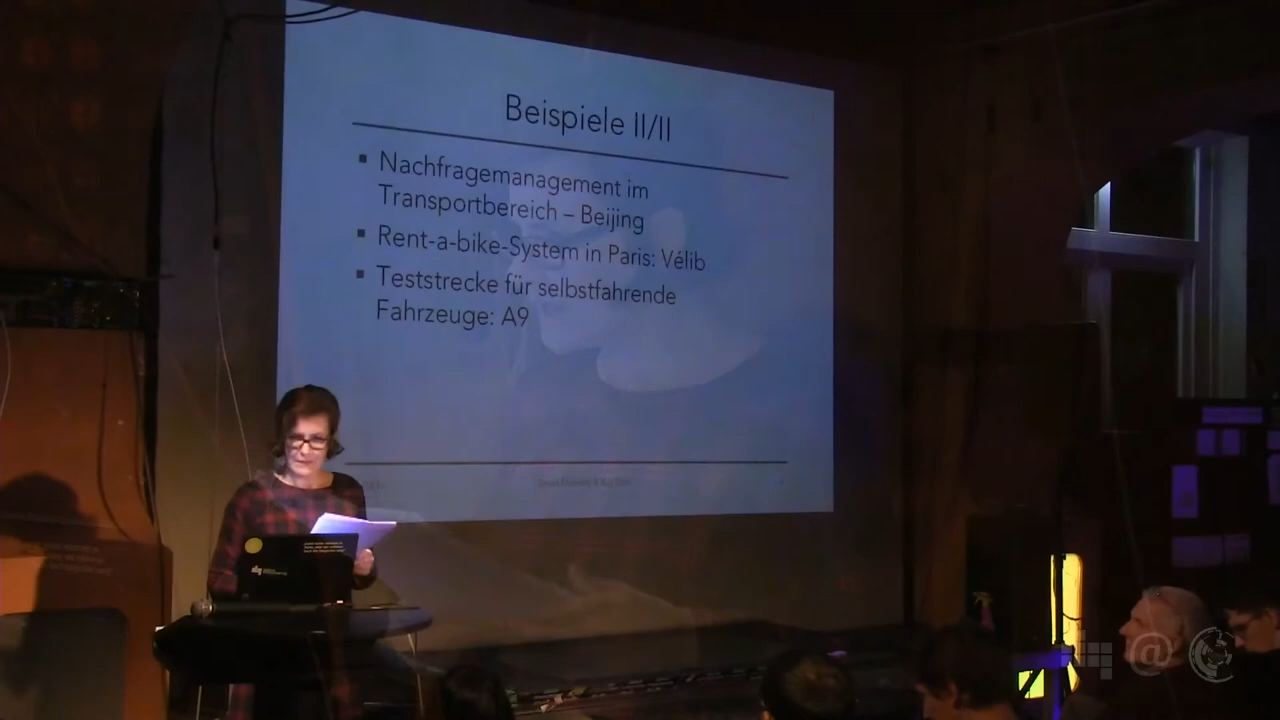 Beispiele II/II
▪ Nachfragemanagement im
Transportbereich – Beijing
▪ Rent-a-bike-System in Paris: Vélib
▪ Teststrecke für selbstfahrende
Fahrzeuge: A9
@